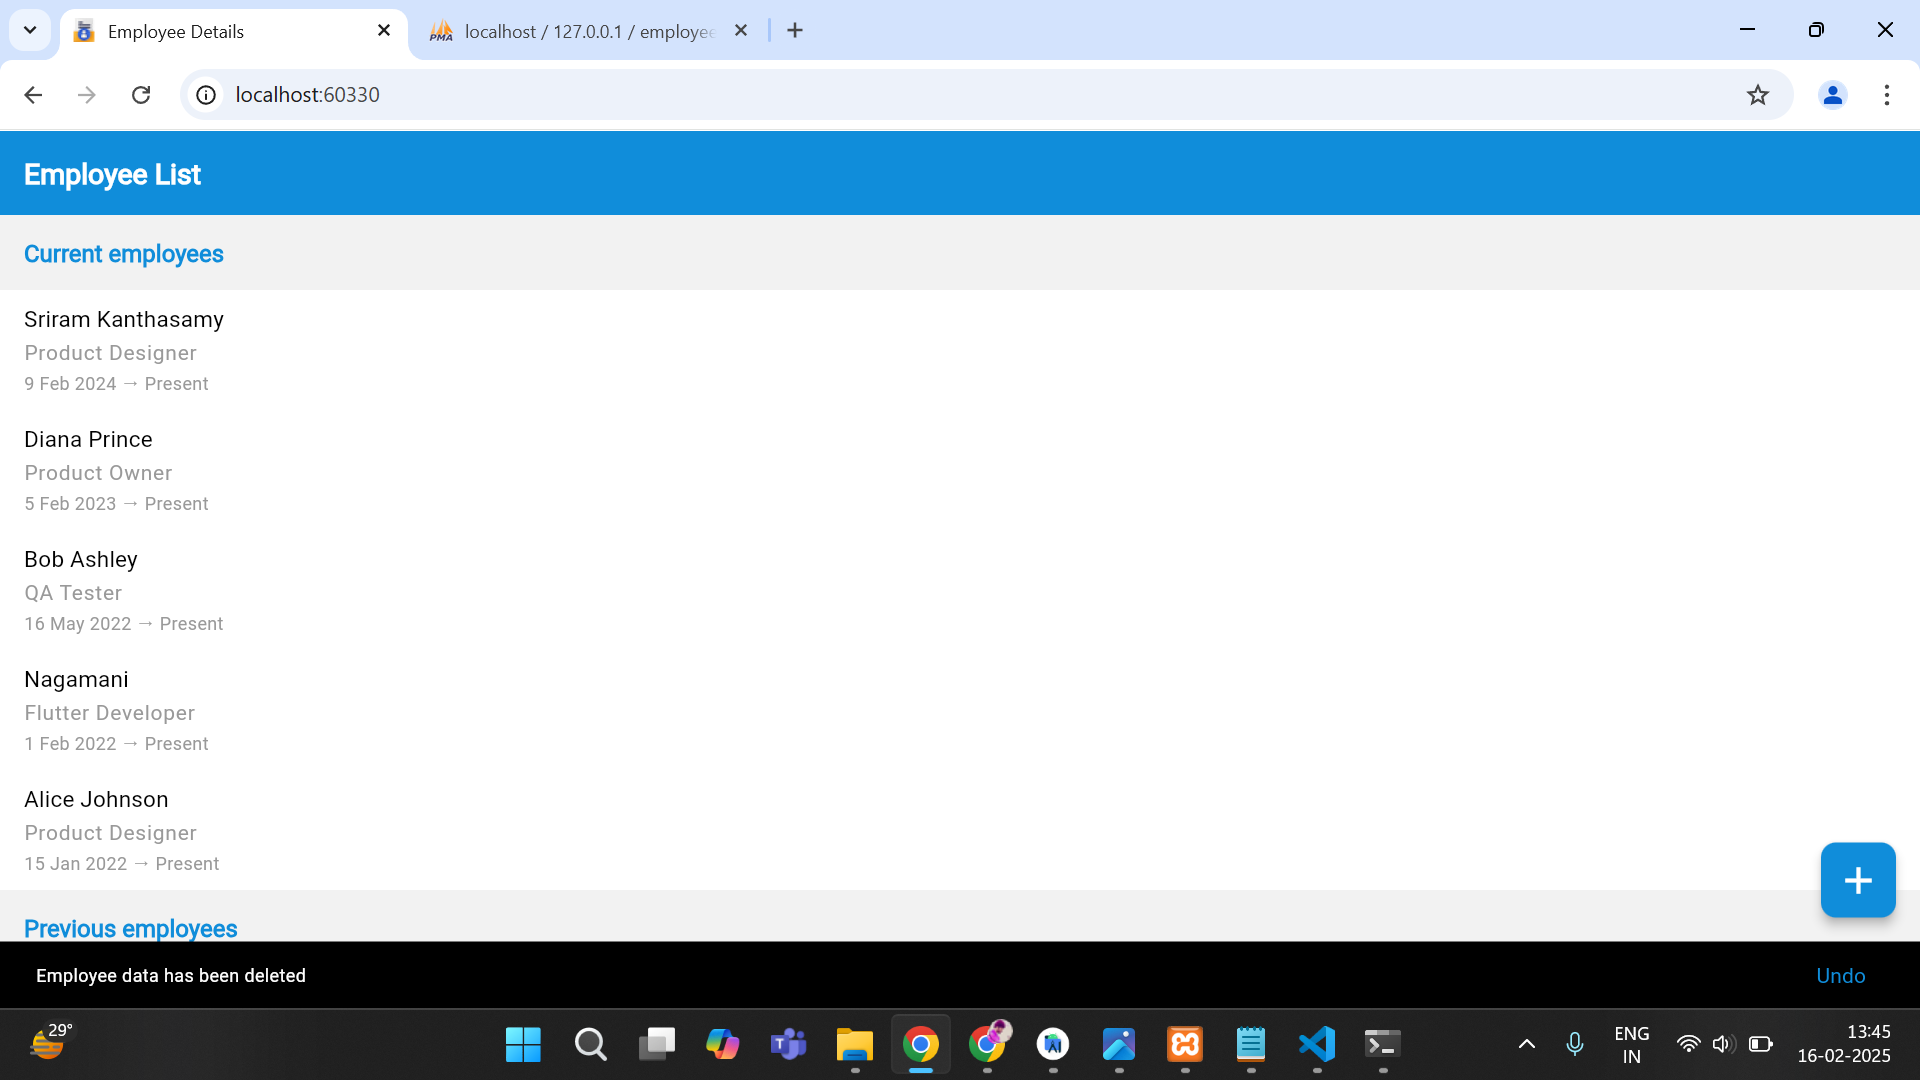 Employee Details
localhost / 127.0.0.1 / employee
localhost:60330
Employee List
Current employees
Sriram Kanthasamy
Product Designer
9 Feb 2024 → Present
Diana Prince
Product Owner
5 Feb 2023 → Present
Bob Ashley
QA Tester
16 May 2022 → Present
Nagamani
Flutter Developer
1 Feb 2022 → Present
Alice Johnson
Product Designer
15 Jan 2022 → Present
Previous employees
Employee data has been deleted
Undo
29°
ENG
IN
13:45
16-02-2025